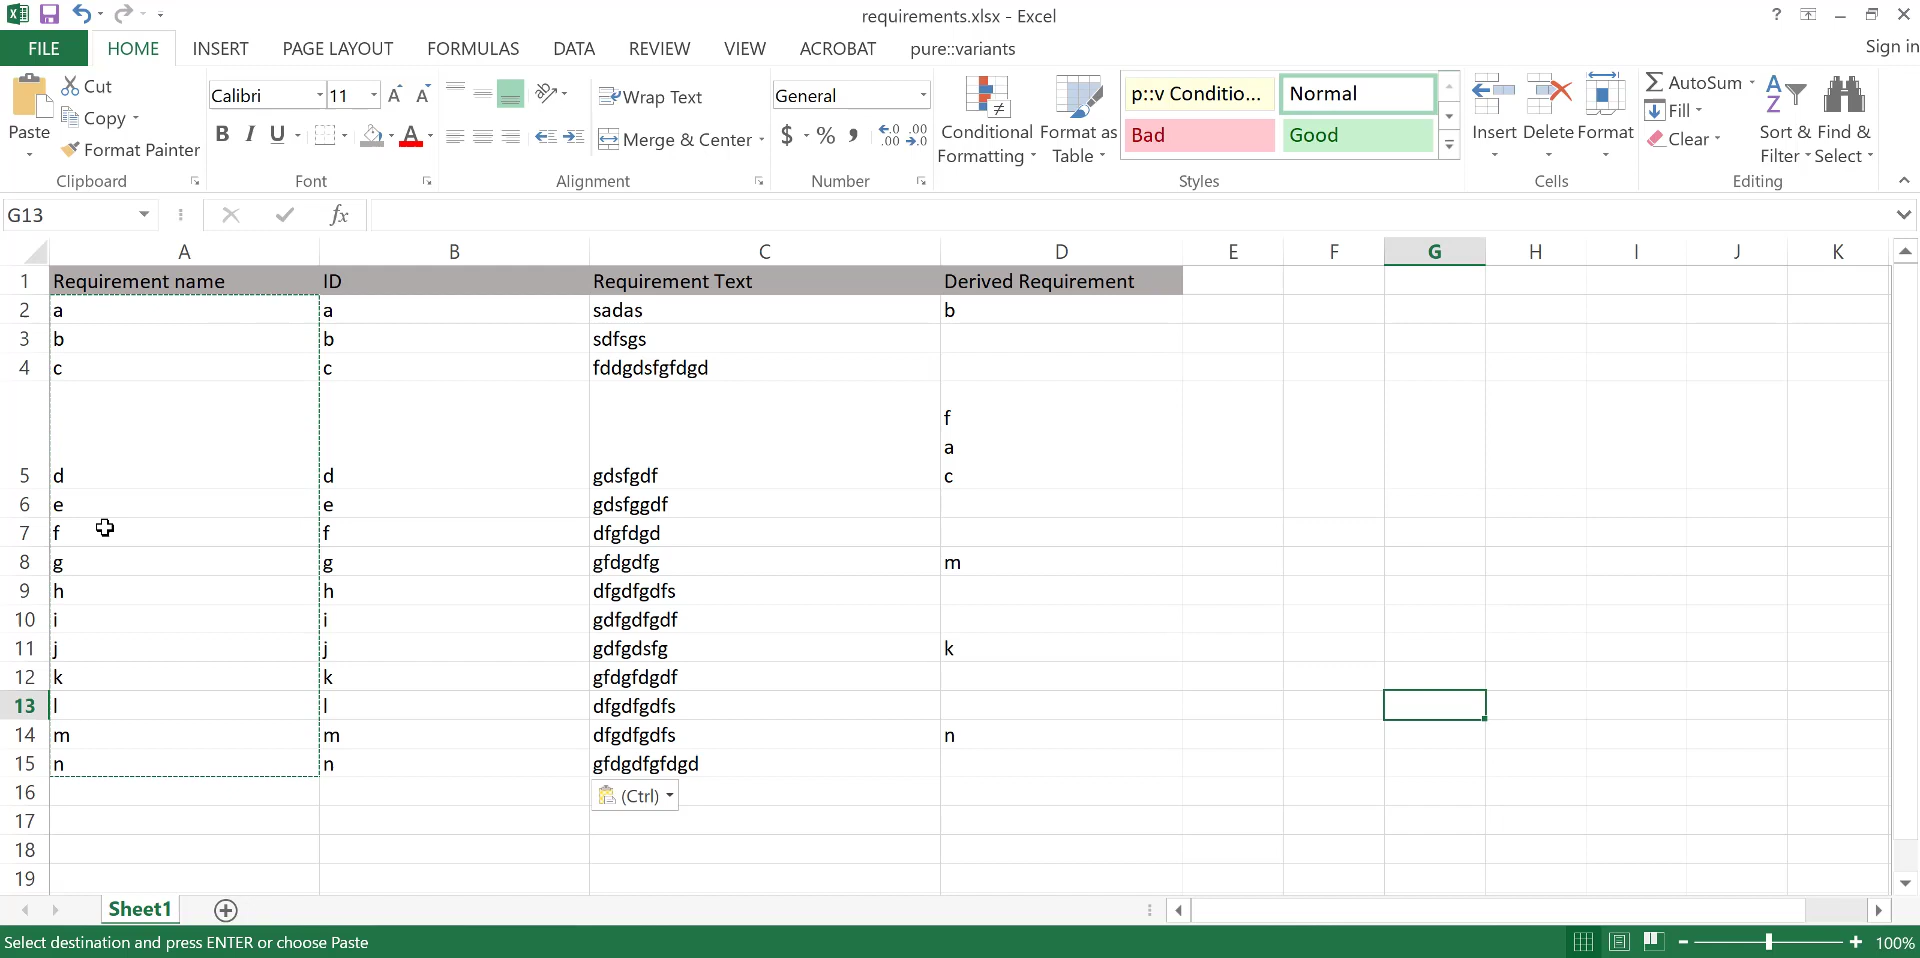 requirements.xlsx - Excel
?
FILE HOME INSERT PAGE LAYOUT FORMULAS DATA REVIEW VIEW ACROBAT pure::variants Sign in
Paste
Cut
Copy
Format Painter
Clipboard
Calibri 11 A A
B I U A
Font
Wrap Text
Merge & Center
Alignment
General
$ % , .00 .00
Number
Conditional Formatting
Format as Table
p::v Conditio... Normal
Bad Good
Styles
Insert Delete Format
Cells
AutoSum
Fill
Clear
Sort & Filter
Find & Select
Editing
G13 fx
A B C D E F G H I J K
1 Requirement name ID Requirement Text Derived Requirement
2 a a sadas b
3 b b sdfsgs
4 c c fddgdsfgfdgd
f
a
5 d d gdsfgdf c
6 e e gdsfggdf
7 f f dfgfdgd
8 g g gfdgdfg m
9 h h dfgdfgdfs
10 i i gdfgdfgdf
11 j j gdfgdsfg k
12 k k gfdgfdgdf
13 l l dfgdfgdfs
14 m m dfgdfgdfs n
15 n n gfdgdfgfdgd
16 (Ctrl)
17
18
19
Sheet1
Select destination and press ENTER or choose Paste 100%